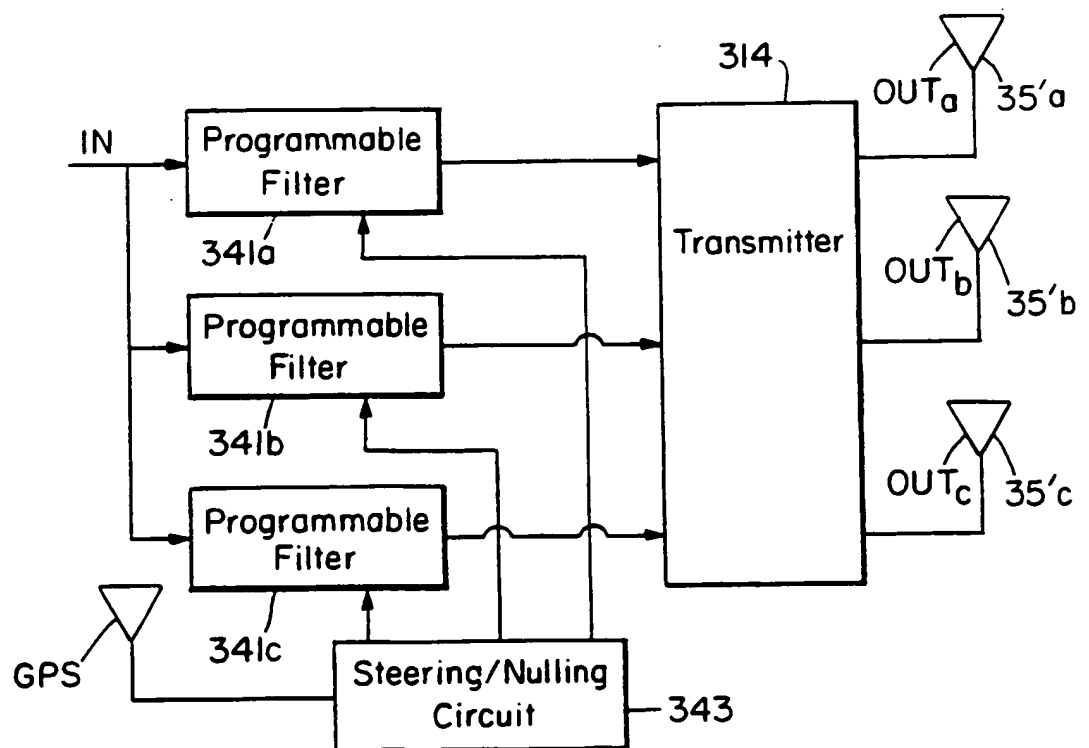 314
OUTa
35'a
IN
Programmable
Filter
341a
Transmitter
OUTb
35'b
Programmable
Filter
341b
OUTc
35'c
Programmable
Filter
341c
GPS
Steering/Nulling
Circuit
343